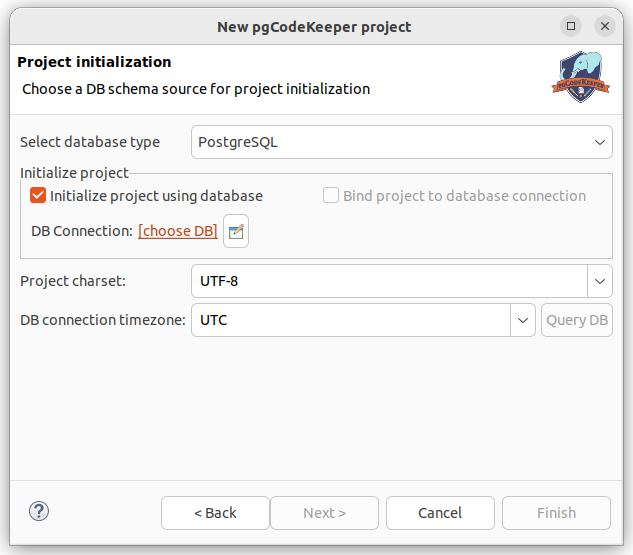 New pgCodeKeeper project
Project initialization
Choose a DB schema source for project initialization
PGCODEKEEPER
Select database type PostgreSQL
Initialize project
Initialize project using database Bind project to database connection
DB Connection: [choose DB]
Project charset: UTF-8
DB connection timezone: UTC Query DB
? < Back Next > Cancel Finish